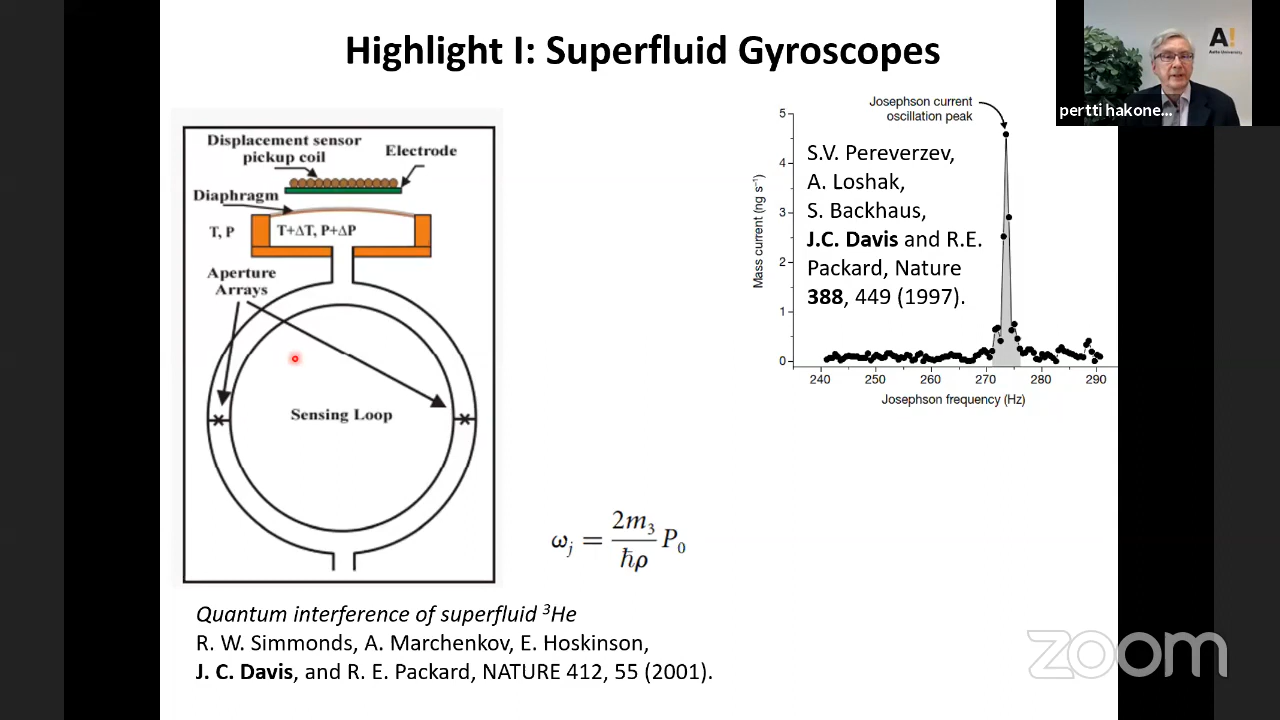 Highlight I: Superfluid Gyroscopes
A!
Aalto University
pertti hakone...
Displacement sensor
pickup coil
Electrode
Diaphragm
T, P
T+ΔT, P+ΔP
Aperture
Arrays
Sensing Loop
Josephson current
oscillation peak
S.V. Pereverzev,
A. Loshak,
S. Backhaus,
J.C. Davis and R.E.
Packard, Nature
388, 449 (1997).
Mass current (ng s⁻¹)
5
4
3
2
1
0
240 250 260 270 280 290
Josephson frequency (Hz)
ωj = 2m₃/ħρ P₀
Quantum interference of superfluid ³He
R. W. Simmonds, A. Marchenkov, E. Hoskinson,
J. C. Davis, and R. E. Packard, NATURE 412, 55 (2001).
zoom